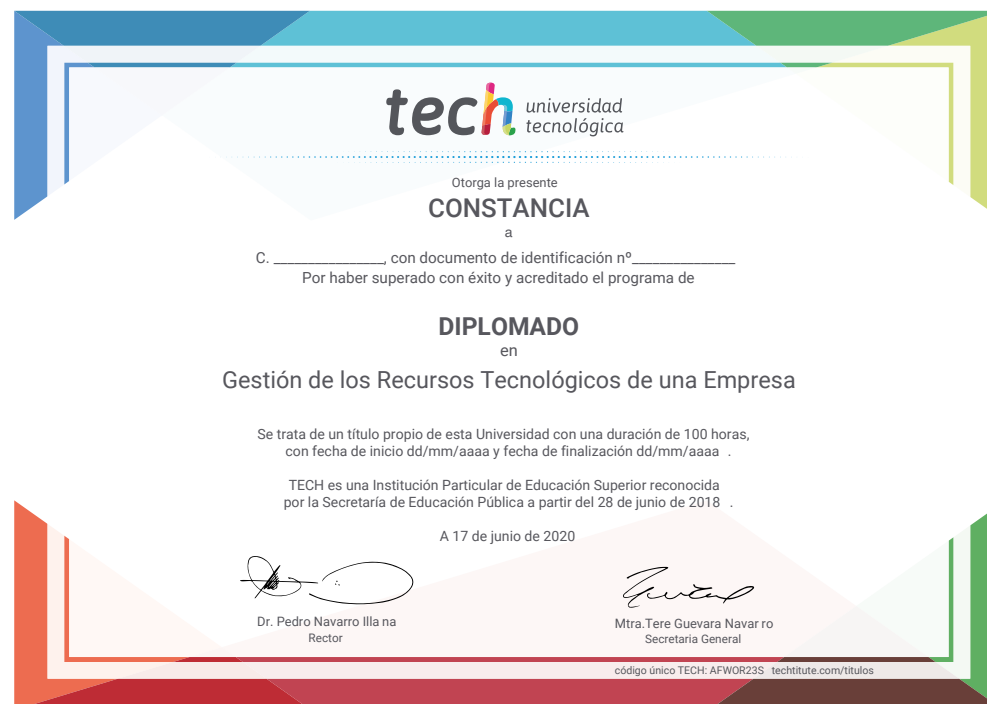 tech universidad
tecnológica
Otorga la presente
CONSTANCIA
a
C. ________________, con documento de identificación nº_______________
Por haber superado con éxito y acreditado el programa de
DIPLOMADO
en
Gestión de los Recursos Tecnológicos de una Empresa
Se trata de un título propio de esta Universidad con una duración de 100 horas,
con fecha de inicio dd/mm/aaaa y fecha de finalización dd/mm/aaaa .
TECH es una Institución Particular de Educación Superior reconocida
por la Secretaría de Educación Pública a partir del 28 de junio de 2018 .
A 17 de junio de 2020
Dr. Pedro Navarro Illa na
Rector
Mtra.Tere Guevara Navar ro
Secretaria General
código único TECH: AFWOR23S techtitute.com/titulos